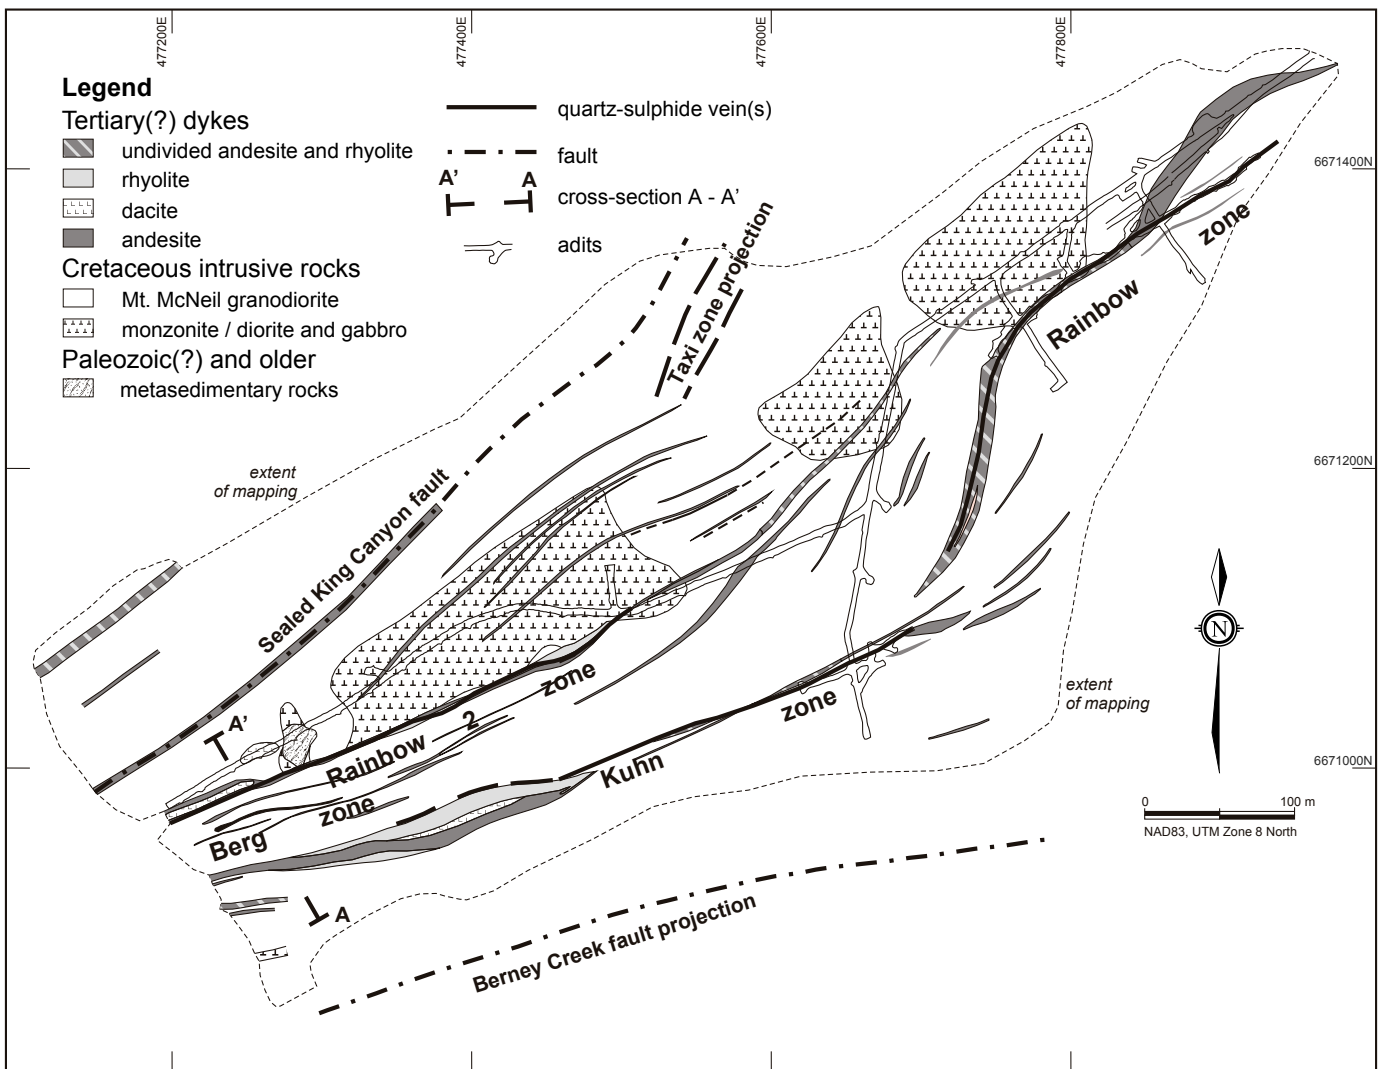 477200E
477400E
477600E
477800E
Legend
Tertiary(?) dykes
undivided andesite and rhyolite
rhyolite
dacite
andesite
Cretaceous intrusive rocks
Mt. McNeil granodiorite
monzonite / diorite and gabbro
Paleozoic(?) and older
metasedimentary rocks
quartz-sulphide vein(s)
fault
A' A
cross-section A - A'
adits
6671400N
6671200N
6671000N
Taxi zone projection
Rainbow zone
extent
of mapping
Sealed King Canyon fault
A'
Rainbow 2 zone
Berg zone
Kuhn zone
A
extent
of mapping
N
0 100 m
NAD83, UTM Zone 8 North
Berney Creek fault projection